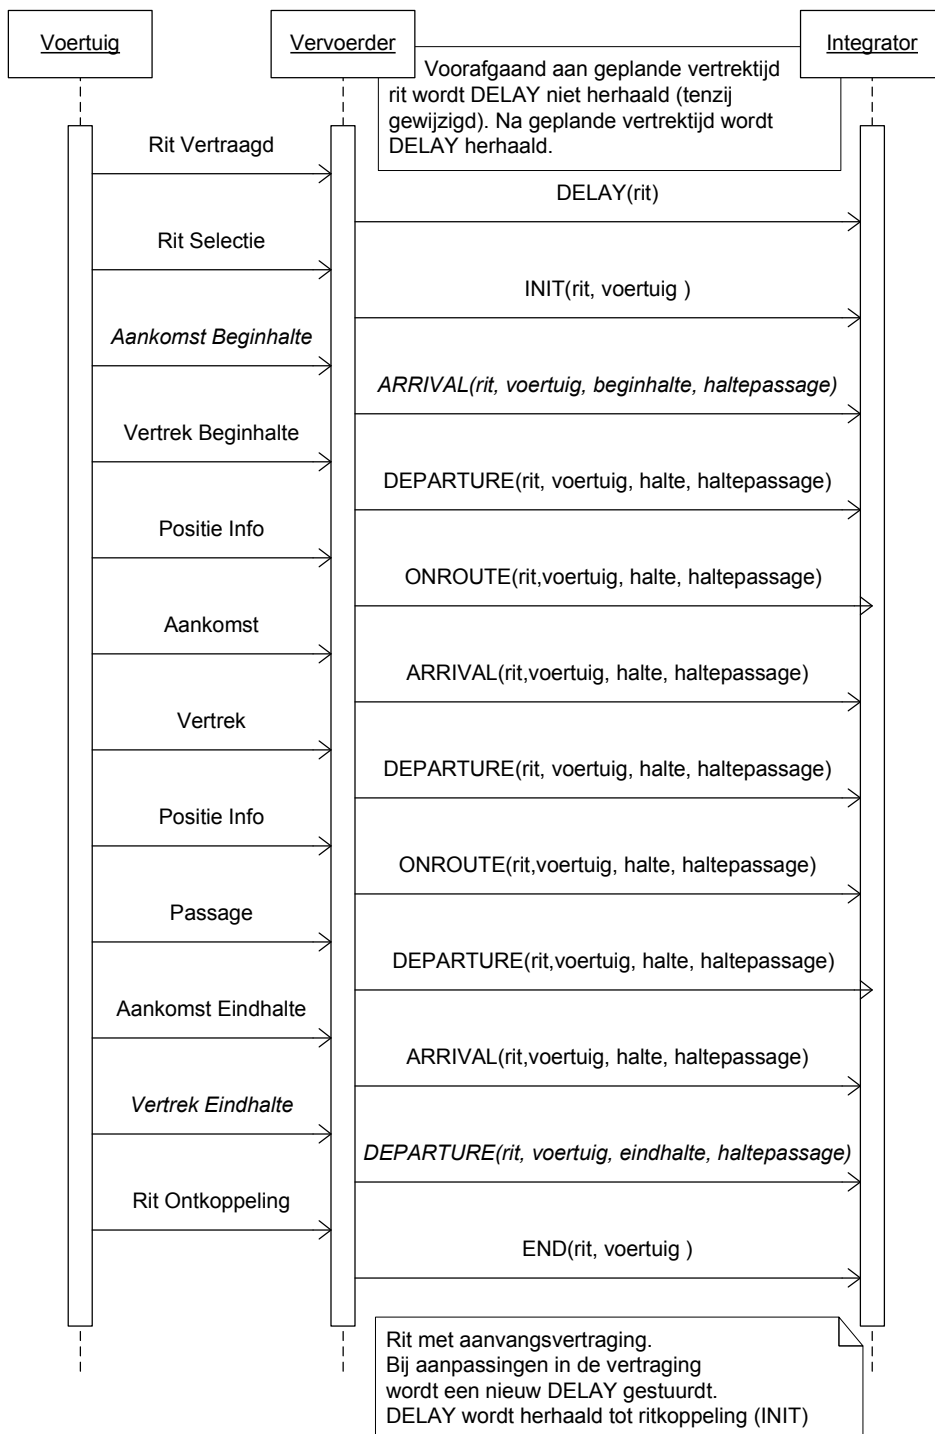 Voertuig
Vervoerder
Integrator
Voorafgaand aan geplande vertrektijd
rit wordt DELAY niet herhaald (tenzij
gewijzigd). Na geplande vertrektijd wordt
DELAY herhaald.
Rit Vertraagd
DELAY(rit)
Rit Selectie
INIT(rit, voertuig )
Aankomst Beginhalte
ARRIVAL(rit, voertuig, beginhalte, haltepassage)
Vertrek Beginhalte
DEPARTURE(rit, voertuig, halte, haltepassage)
Positie Info
ONROUTE(rit,voertuig, halte, haltepassage)
Aankomst
ARRIVAL(rit,voertuig, halte, haltepassage)
Vertrek
DEPARTURE(rit, voertuig, halte, haltepassage)
Positie Info
ONROUTE(rit,voertuig, halte, haltepassage)
Passage
DEPARTURE(rit,voertuig, halte, haltepassage)
Aankomst Eindhalte
ARRIVAL(rit,voertuig, halte, haltepassage)
Vertrek Eindhalte
DEPARTURE(rit, voertuig, eindhalte, haltepassage)
Rit Ontkoppeling
END(rit, voertuig )
Rit met aanvangsvertraging.
Bij aanpassingen in de vertraging
wordt een nieuw DELAY gestuurdt.
DELAY wordt herhaald tot ritkoppeling (INIT)